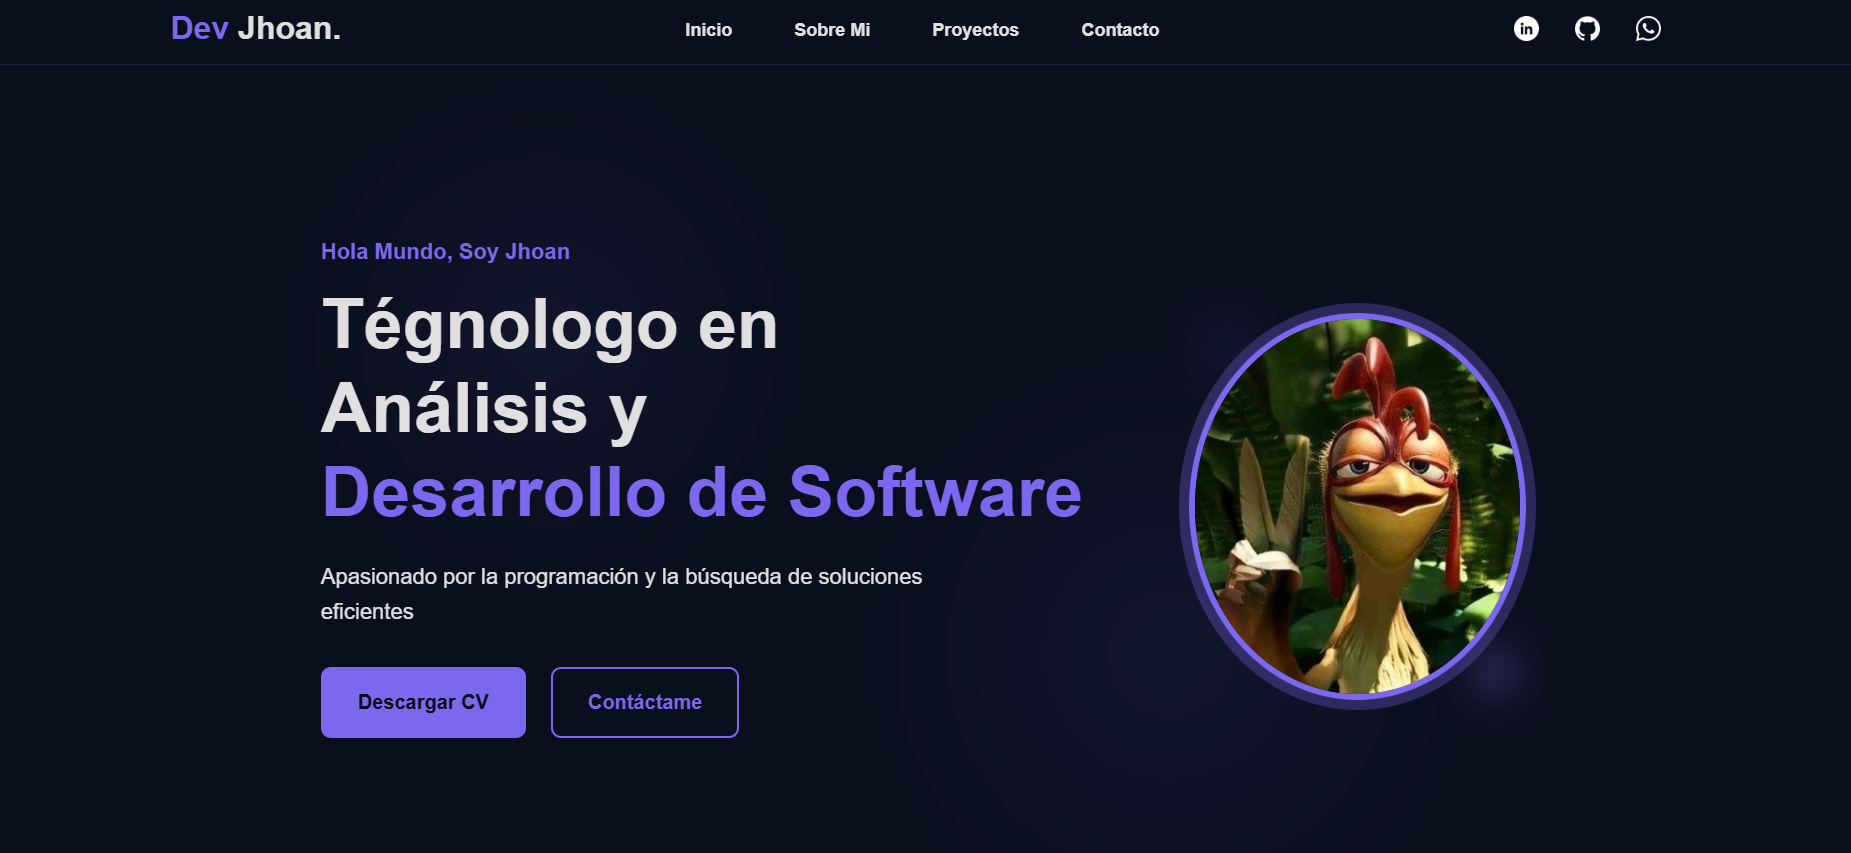 Dev Jhoan.
Inicio
Sobre Mi
Proyectos
Contacto
in
Hola Mundo, Soy Jhoan
Tégnologo en
Análisis y
Desarrollo de Software
Apasionado por la programación y la búsqueda de soluciones
eficientes
Descargar CV
Contáctame